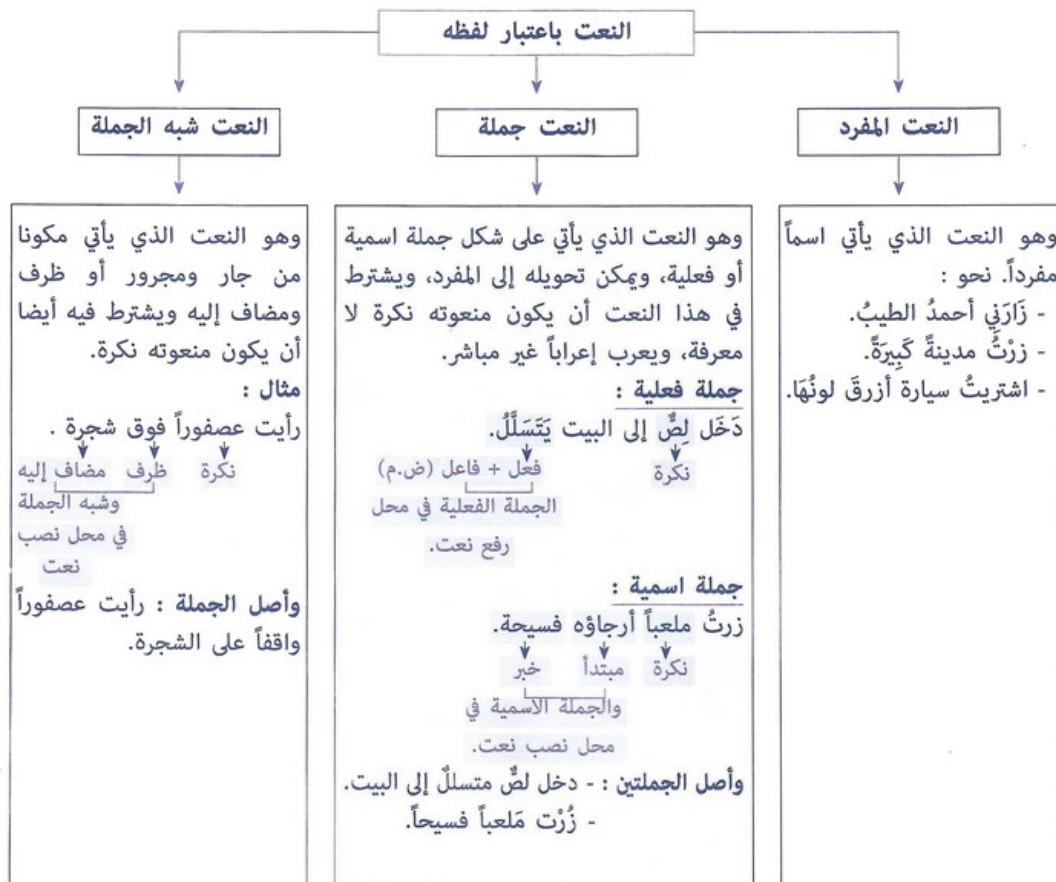 النعت باعتبار لفظه
النعت المفرد
النعت جملة
النعت شبه الجملة
وهو النعت الذي يأتي اسماً
مفرداً. نحو :
- زَارَنِي أحمدُ الطيبُ.
- زرْتُ مدينةً كَبِيرَةً.
- اشتريتُ سيارة أزرقَ لونُهَا.
وهو النعت الذي يأتي على شكل جملة اسمية
أو فعلية، ويمكن تحويله إلى المفرد، ويشترط
في هذا النعت أن يكون منعوته نكرة لا
معرفة، ويعرب إعراباً غير مباشر.
جملة فعلية :
دَخَل لِصٌّ إلى البيت يَتَسَلَّلُ.
نكرة فعل + فاعل (ض.م)
الجملة الفعلية في محل
رفع نعت.
جملة اسمية :
زرتُ ملعباً أرجاؤه فسيحة.
نكرة مبتدأ خبر
والجملة الاسمية في
محل نصب نعت.
وأصل الجملتين : - دخل لصٌّ متسللٌ إلى البيت.
- زُرْت مَلعباً فسيحاً.
وهو النعت الذي يأتي مكونا
من جار ومجرور أو ظرف
ومضاف إليه ويشترط فيه أيضا
أن يكون منعوته نكرة.
مثال :
رأيت عصفوراً فوق شجرة .
نكرة ظرف مضاف إليه
وشبه الجملة
في محل نصب
نعت
وأصل الجملة : رأيت عصفوراً
واقفاً على الشجرة.